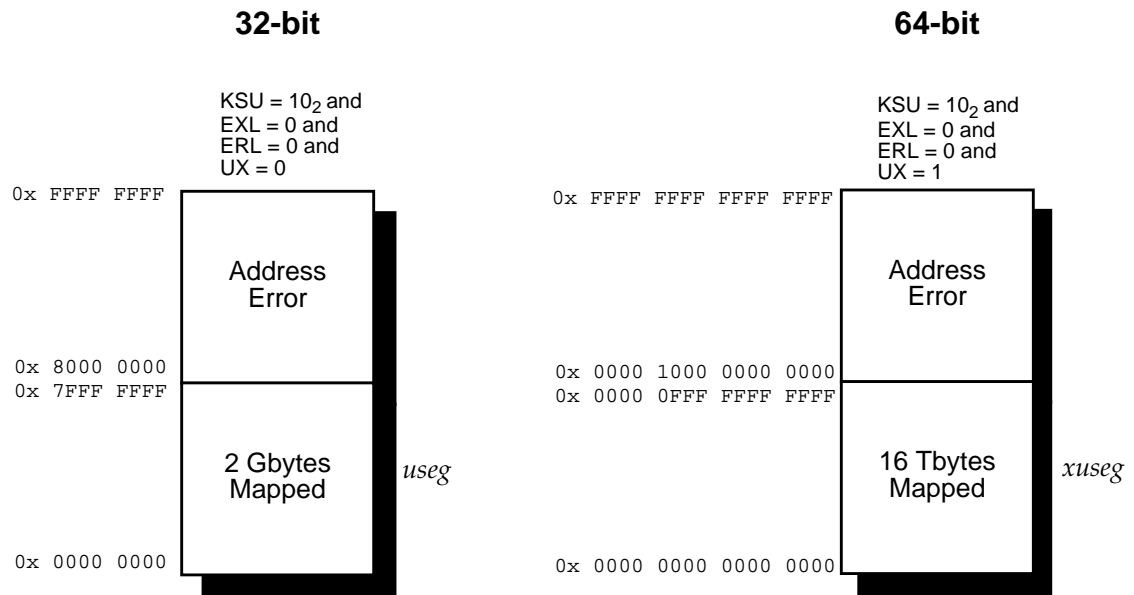 32-bit
KSU = 10₂ and
EXL = 0 and
ERL = 0 and
UX = 0
0x FFFF FFFF
Address
Error
0x 8000 0000
0x 7FFF FFFF
2 Gbytes
Mapped
useg
0x 0000 0000
64-bit
KSU = 10₂ and
EXL = 0 and
ERL = 0 and
UX = 1
0x FFFF FFFF FFFF FFFF
Address
Error
0x 0000 1000 0000 0000
0x 0000 0FFF FFFF FFFF
16 Tbytes
Mapped
xuseg
0x 0000 0000 0000 0000